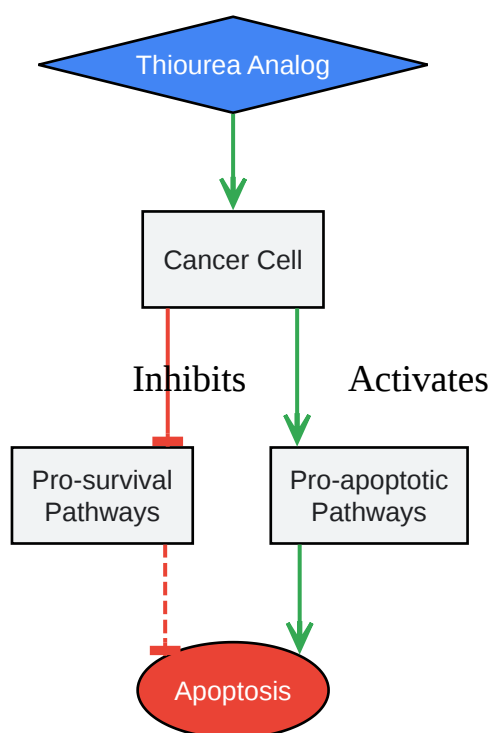 Thiourea Analog
Cancer Cell
Inhibits
Activates
Pro-survival
Pathways
Pro-apoptotic
Pathways
Apoptosis